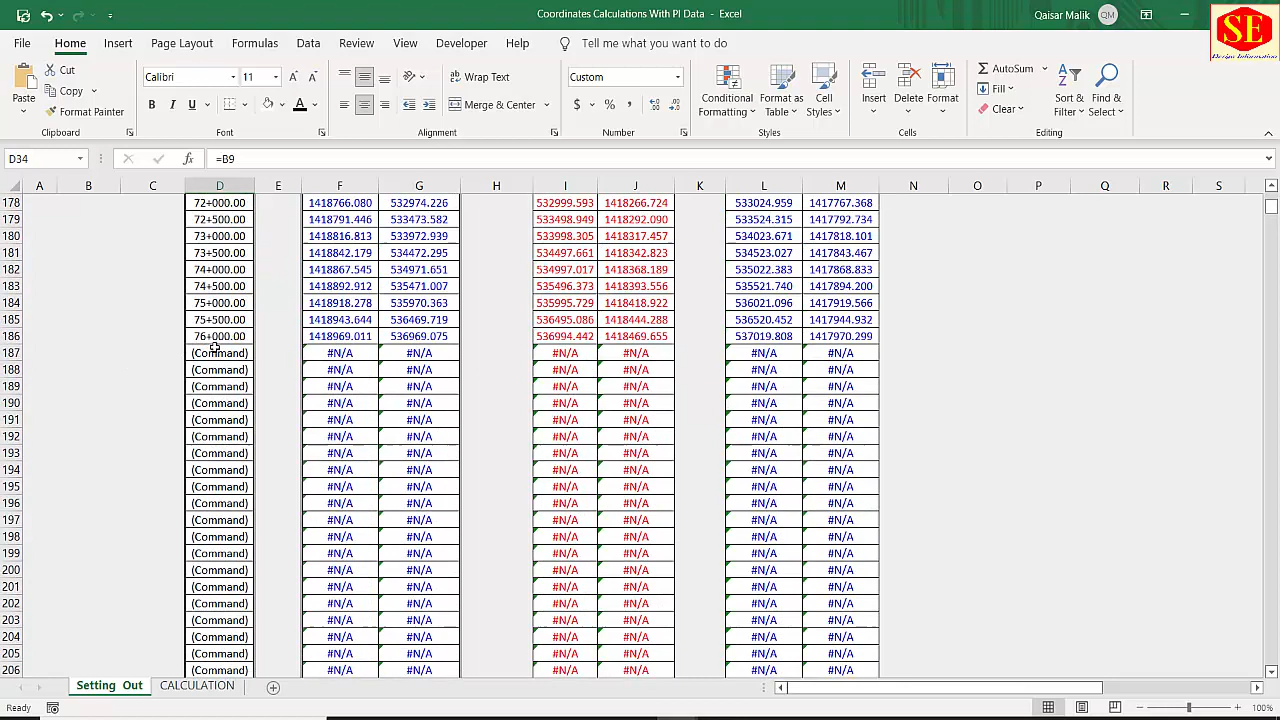 Coordinates Calculations With PI Data - Excel
Qaisar Malik QM
SE
Design Information
File Home Insert Page Layout Formulas Data Review View Developer Help Tell me what you want to do
Paste Cut Copy Format Painter
Calibri 11
B I U A
Wrap Text
Merge & Center
Custom
$ % ,
Conditional Formatting Format as Table Cell Styles
Insert Delete Format
AutoSum Fill Clear
Sort & Filter Find & Select
Clipboard Font Alignment Number Styles Cells Editing
D34 fx =B9
A B C D E F G H I J K L M N O P Q R S
178 72+000.00 1418766.080 532974.226 532999.593 1418266.724 533024.959 1417767.368
179 72+500.00 1418791.446 533473.582 533498.949 1418292.090 533524.315 1417792.734
180 73+000.00 1418816.813 533972.939 533998.305 1418317.457 534023.671 1417818.101
181 73+500.00 1418842.179 534472.295 534497.661 1418342.823 534523.027 1417843.467
182 74+000.00 1418867.545 534971.651 534997.017 1418368.189 535022.383 1417868.833
183 74+500.00 1418892.912 535471.007 535496.373 1418393.556 535521.740 1417894.200
184 75+000.00 1418918.278 535970.363 535995.729 1418418.922 536021.096 1417919.566
185 75+500.00 1418943.644 536469.719 536495.086 1418444.288 536520.452 1417944.932
186 76+000.00 1418969.011 536969.075 536994.442 1418469.655 537019.808 1417970.299
187 (Command) #N/A #N/A #N/A #N/A #N/A #N/A
188 (Command) #N/A #N/A #N/A #N/A #N/A #N/A
189 (Command) #N/A #N/A #N/A #N/A #N/A #N/A
190 (Command) #N/A #N/A #N/A #N/A #N/A #N/A
191 (Command) #N/A #N/A #N/A #N/A #N/A #N/A
192 (Command) #N/A #N/A #N/A #N/A #N/A #N/A
193 (Command) #N/A #N/A #N/A #N/A #N/A #N/A
194 (Command) #N/A #N/A #N/A #N/A #N/A #N/A
195 (Command) #N/A #N/A #N/A #N/A #N/A #N/A
196 (Command) #N/A #N/A #N/A #N/A #N/A #N/A
197 (Command) #N/A #N/A #N/A #N/A #N/A #N/A
198 (Command) #N/A #N/A #N/A #N/A #N/A #N/A
199 (Command) #N/A #N/A #N/A #N/A #N/A #N/A
200 (Command) #N/A #N/A #N/A #N/A #N/A #N/A
201 (Command) #N/A #N/A #N/A #N/A #N/A #N/A
202 (Command) #N/A #N/A #N/A #N/A #N/A #N/A
203 (Command) #N/A #N/A #N/A #N/A #N/A #N/A
204 (Command) #N/A #N/A #N/A #N/A #N/A #N/A
205 (Command) #N/A #N/A #N/A #N/A #N/A #N/A
206 (Command) #N/A #N/A #N/A #N/A #N/A #N/A
Setting Out CALCULATION
Ready 100%